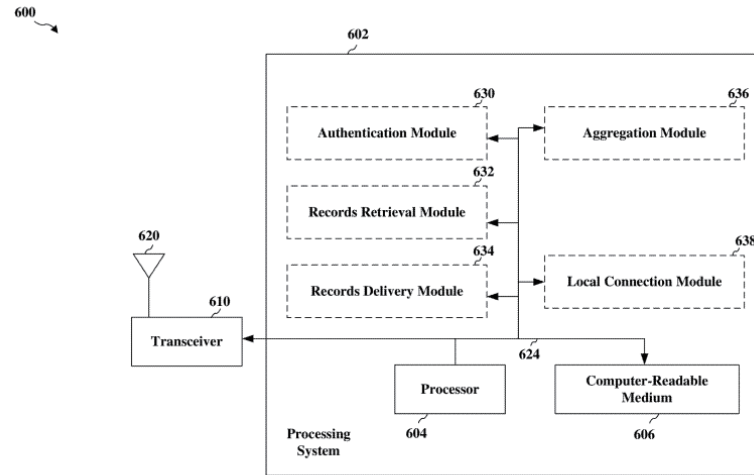 600
602
630
Authentication Module
636
Aggregation Module
632
Records Retrieval Module
634
Records Delivery Module
638
Local Connection Module
620
610
Transceiver
624
Processor
604
Computer-Readable
Medium
606
Processing
System